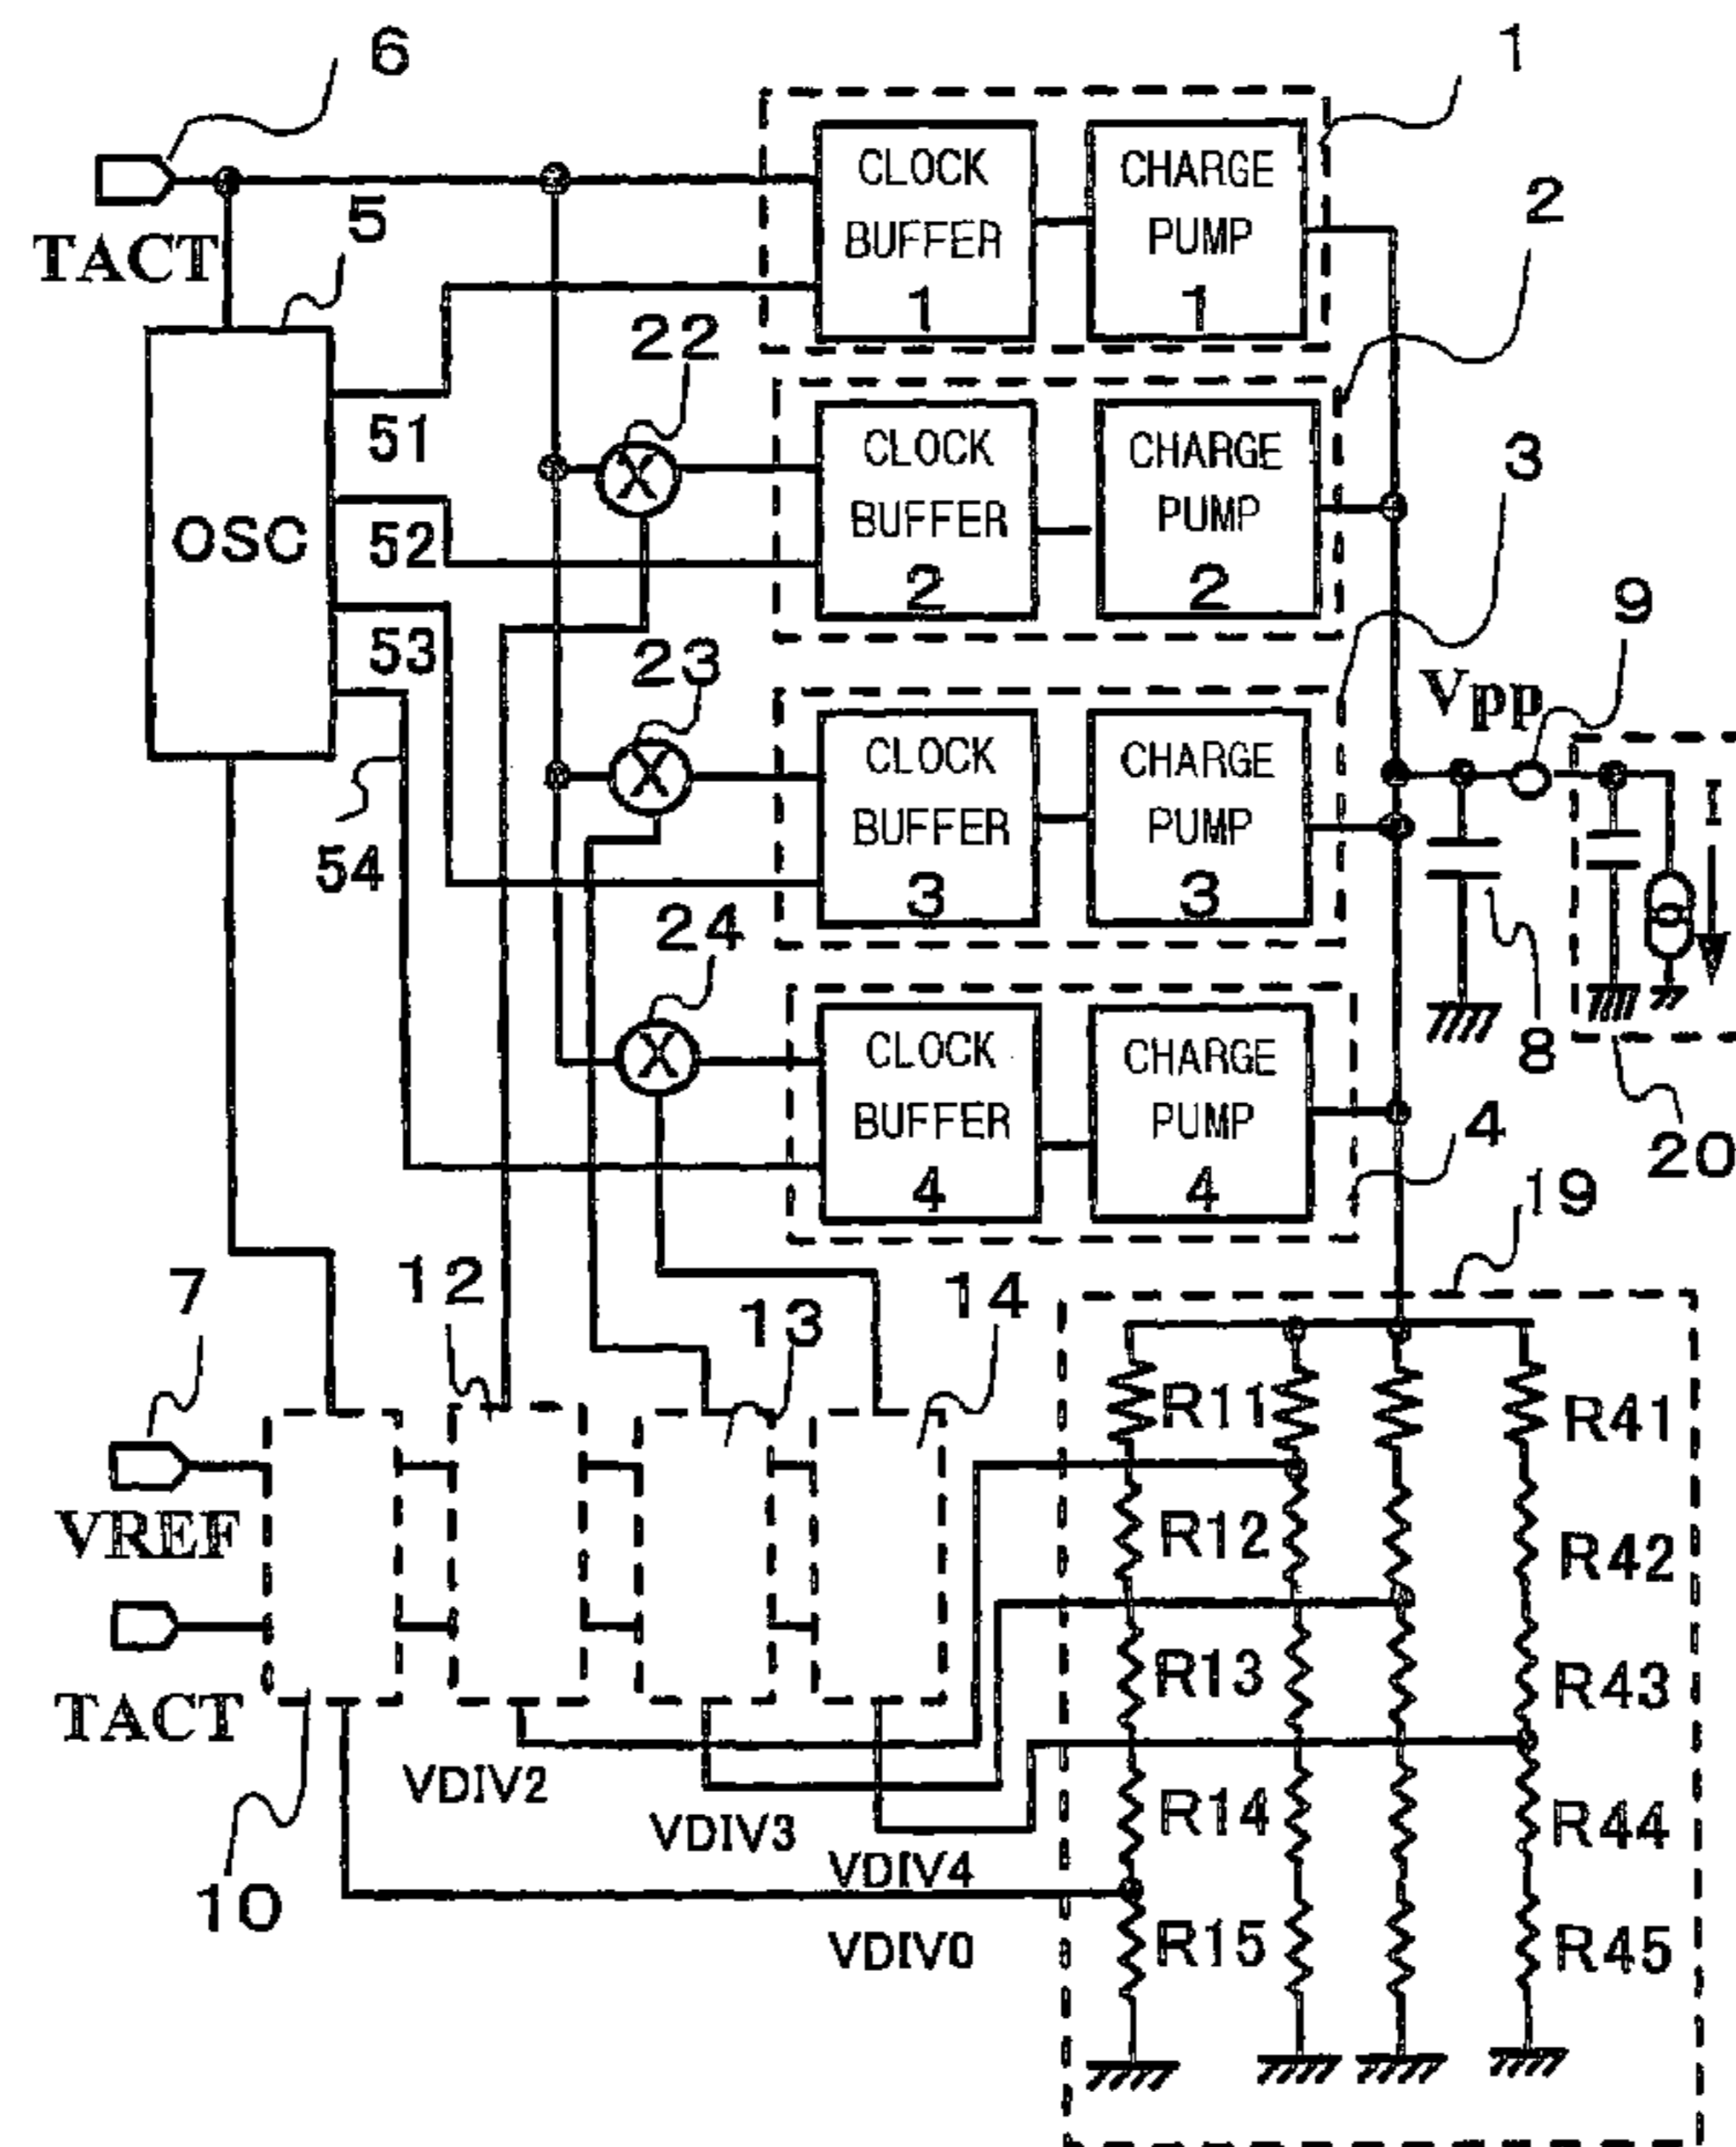 6
1
TACT
5
CLOCK BUFFER 1
CHARGE PUMP 1
2
22
51
CLOCK BUFFER 2
CHARGE PUMP 2
3
OSC
52
53
23
9
Vpp
CLOCK BUFFER 3
CHARGE PUMP 3
I
54
24
8
CLOCK BUFFER 4
CHARGE PUMP 4
4
20
19
7
12
13
14
R11
R41
VREF
R12
R42
TACT
R13
R43
VDIV2
VDIV3
R14
R44
VDIV4
10
VDIV0
R15
R45
X
X
X